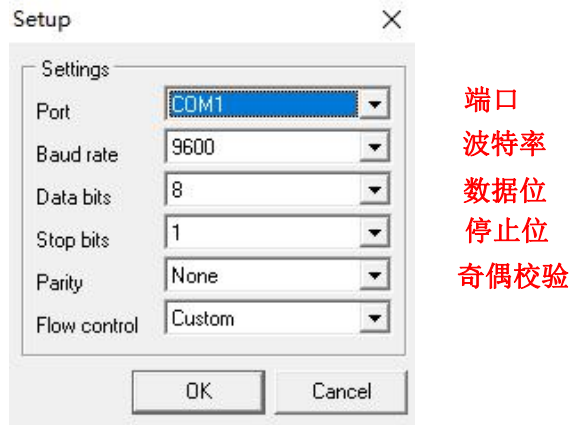 Setup
Settings
Port COM1 端口
Baud rate 9600 波特率
Data bits 8 数据位
Stop bits 1 停止位
Parity None 奇偶校验
Flow control Custom
OK Cancel